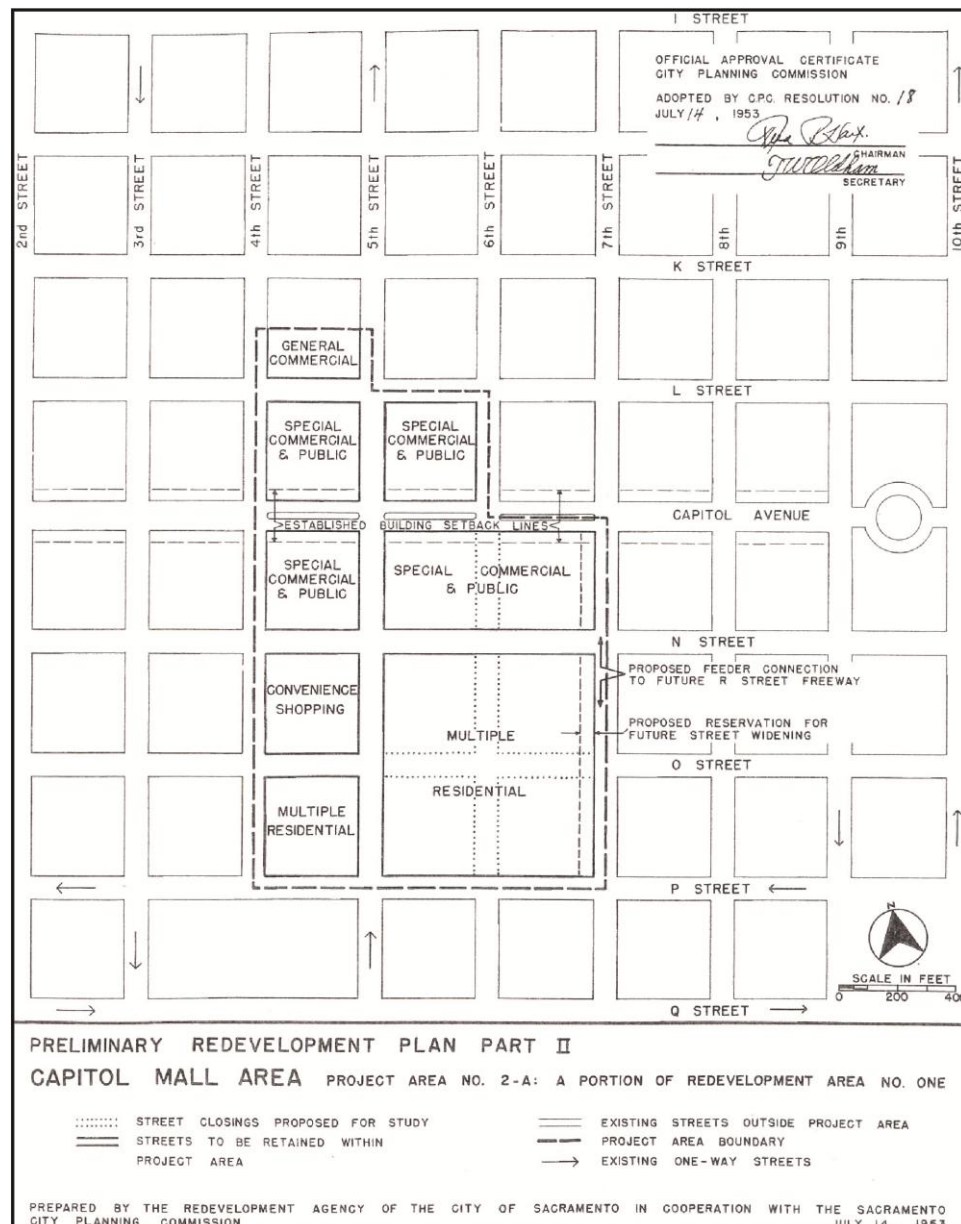 I STREET
OFFICIAL APPROVAL CERTIFICATE
CITY PLANNING COMMISSION
ADOPTED BY C.P.C. RESOLUTION NO. 18
JULY 14, 1953
CHAIRMAN
SECRETARY
2nd STREET
3rd STREET
4th STREET
5th STREET
6th STREET
7th STREET
8th
9th
10th STREET
K STREET
GENERAL
COMMERCIAL
L STREET
SPECIAL
COMMERCIAL
& PUBLIC
SPECIAL
COMMERCIAL
& PUBLIC
CAPITOL AVENUE
ESTABLISHED BUILDING SETBACK LINES
SPECIAL
COMMERCIAL
& PUBLIC
SPECIAL COMMERCIAL
& PUBLIC
N STREET
PROPOSED FEEDER CONNECTION
TO FUTURE R STREET FREEWAY
CONVENIENCE
SHOPPING
MULTIPLE
RESIDENTIAL
PROPOSED RESERVATION FOR
FUTURE STREET WIDENING
O STREET
MULTIPLE
RESIDENTIAL
P STREET
N
SCALE IN FEET
0 200 400
Q STREET
PRELIMINARY REDEVELOPMENT PLAN PART II
CAPITOL MALL AREA PROJECT AREA NO. 2-A: A PORTION OF REDEVELOPMENT AREA NO. ONE
STREET CLOSINGS PROPOSED FOR STUDY
STREETS TO BE RETAINED WITHIN
PROJECT AREA
EXISTING STREETS OUTSIDE PROJECT AREA
PROJECT AREA BOUNDARY
EXISTING ONE-WAY STREETS
PREPARED BY THE REDEVELOPMENT AGENCY OF THE CITY OF SACRAMENTO IN COOPERATION WITH THE SACRAMENTO
CITY PLANNING COMMISSION JULY 14, 1953